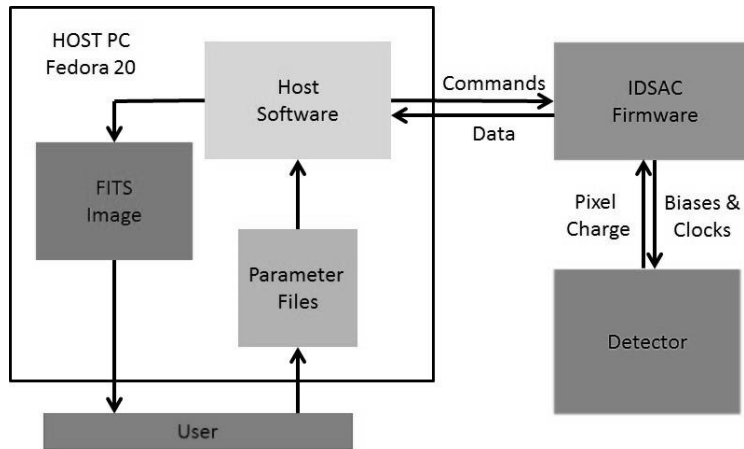 HOST PC
Fedora 20
Host
Software
Commands
Data
IDSAC
Firmware
FITS
Image
Pixel
Charge
Biases &
Clocks
Parameter
Files
Detector
User